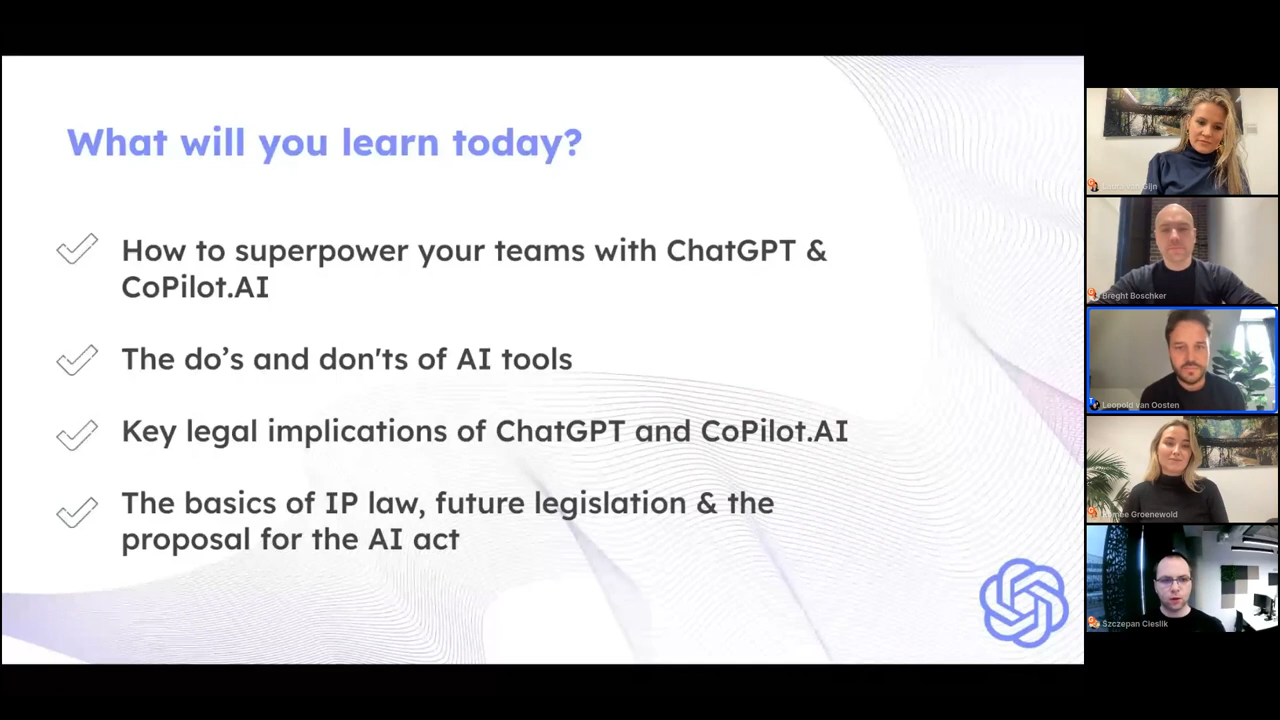 What will you learn today?
How to superpower your teams with ChatGPT &
CoPilot.AI
The do’s and don'ts of AI tools
Key legal implications of ChatGPT and CoPilot.AI
The basics of IP law, future legislation & the
proposal for the AI act
Gijn
Breght Boschker
Leopold van Oosten
Groenewold
Szczepan Cieslik